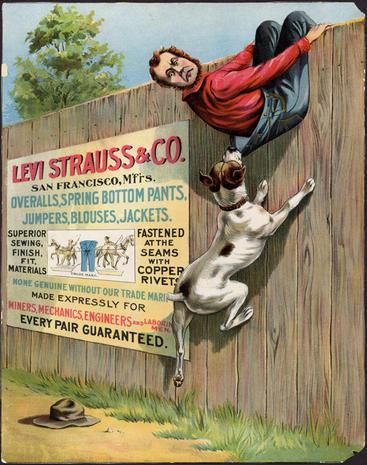 LEVI STRAUSS & CO.
SAN FRANCISCO, M'f'rs.
OVERALLS, SPRING BOTTOM PANTS,
JUMPERS, BLOUSES, JACKETS.
SUPERIOR
SEWING,
FINISH,
FIT,
MATERIALS
TRADE MARK.
FASTENED
AT THE
SEAMS
WITH
COPPER
RIVETS
NONE GENUINE WITHOUT OUR TRADE MARK
MADE EXPRESSLY FOR
MINERS, MECHANICS, ENGINEERS AND LABORING
MEN.
EVERY PAIR GUARANTEED.